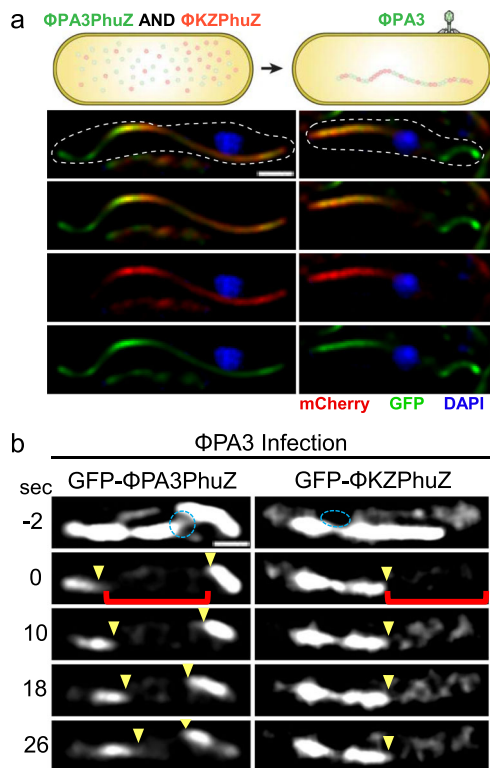 a
ΦPA3PhuZ AND ΦKZPhuZ
ΦPA3
mCherry GFP DAPI
b
ΦPA3 Infection
GFP-ΦPA3PhuZ GFP-ΦKZPhuZ
sec
-2
0
10
18
26